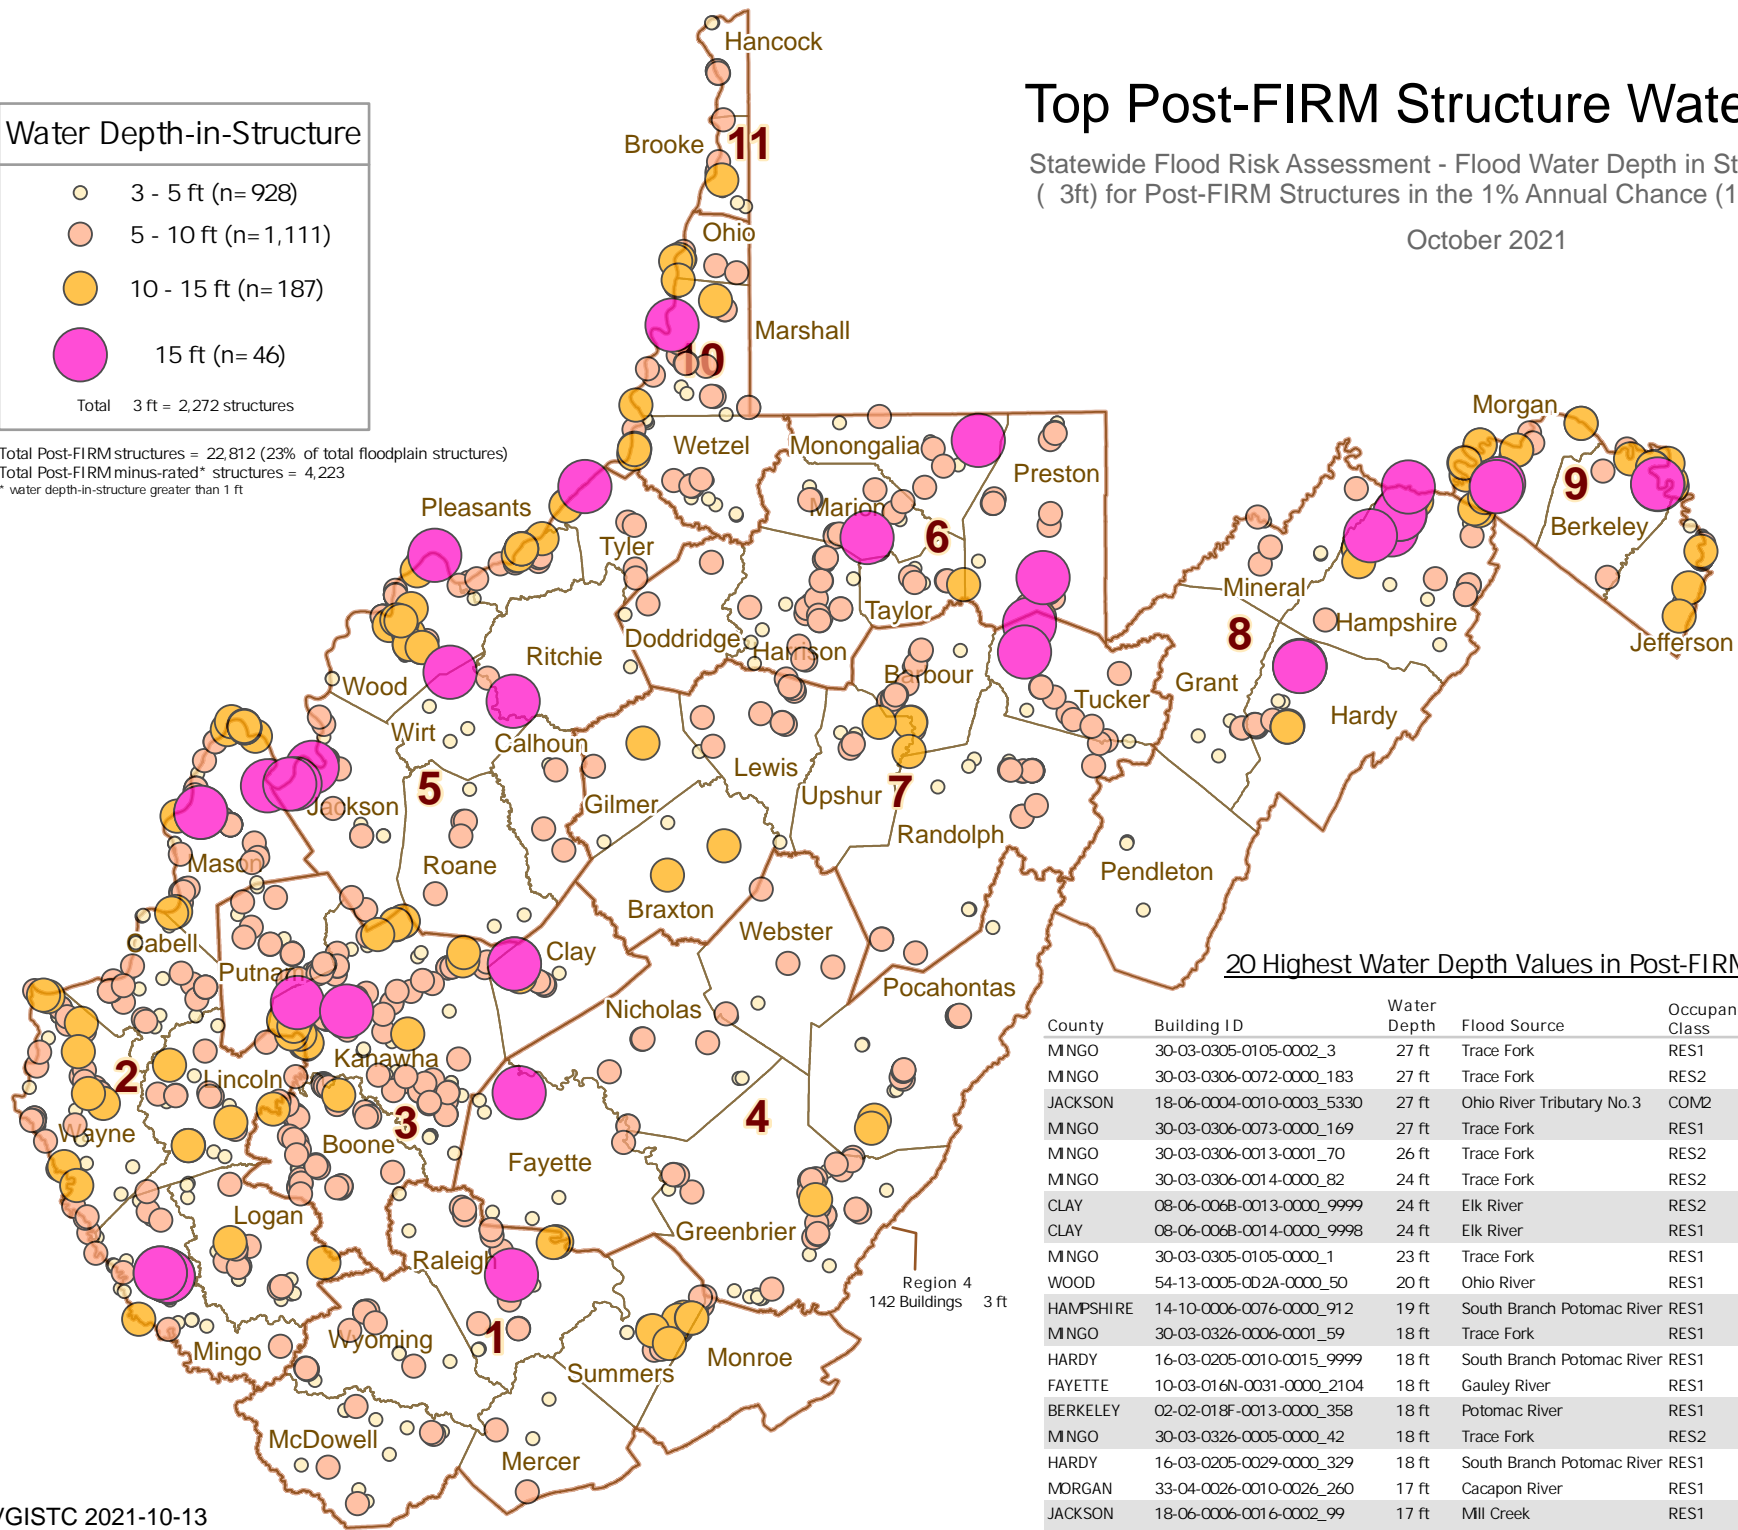 Top Post-FIRM Structure Wate
Statewide Flood Risk Assessment - Flood Water Depth in St
( 3ft) for Post-FIRM Structures in the 1% Annual Chance (1
October 2021
Water Depth-in-Structure
3 - 5 ft (n=928)
5 - 10 ft (n=1,111)
10 - 15 ft (n=187)
15 ft (n=46)
Total 3 ft = 2,272 structures
Total Post-FIRM structures = 22,812 (23% of total floodplain structures)
Total Post-FIRM minus-rated* structures = 4,223
* water depth-in-structure greater than 1 ft
Hancock
Brooke
11
Ohio
Marshall
10
Wetzel
Monongalia
Preston
Morgan
Pleasants
Marion
9
Berkeley
Tyler
6
Mineral
Taylor
Hampshire
Jefferson
Doddridge
Harrison
8
Ritchie
Barbour
Wood
Grant
Tucker
Hardy
Wirt
Calhoun
Lewis
5
Upshur
7
Jackson
Gilmer
Randolph
Mason
Roane
Pendleton
Braxton
Webster
Cabell
Clay
Putnam
Pocahontas
Nicholas
Kanawha
2
Lincoln
3
4
Wayne
Boone
Fayette
Logan
Greenbrier
Raleigh
Region 4
142 Buildings 3 ft
Wyoming
1
Mingo
Monroe
Summers
McDowell
Mercer
20 Highest Water Depth Values in Post-FIRM
County Building ID Water Depth Flood Source Occupan Class
MINGO 30-03-0305-0105-0002_3 27 ft Trace Fork RES1
MINGO 30-03-0306-0072-0000_183 27 ft Trace Fork RES2
JACKSON 18-06-0004-0010-0003_5330 27 ft Ohio River Tributary No. 3 COM2
MINGO 30-03-0306-0073-0000_169 27 ft Trace Fork RES1
MINGO 30-03-0306-0013-0001_70 26 ft Trace Fork RES2
MINGO 30-03-0306-0014-0000_82 24 ft Trace Fork RES2
CLAY 08-06-006B-0013-0000_9999 24 ft Elk River RES2
CLAY 08-06-006B-0014-0000_9998 24 ft Elk River RES1
MINGO 30-03-0305-0105-0000_1 23 ft Trace Fork RES1
WOOD 54-13-0005-0D2A-0000_50 20 ft Ohio River RES1
HAMPSHIRE 14-10-0006-0076-0000_912 19 ft South Branch Potomac River RES1
MINGO 30-03-0326-0006-0001_59 18 ft Trace Fork RES1
HARDY 16-03-0205-0010-0015_9999 18 ft South Branch Potomac River RES1
FAYETTE 10-03-016N-0031-0000_2104 18 ft Gauley River RES1
BERKELEY 02-02-018F-0013-0000_358 18 ft Potomac River RES1
MINGO 30-03-0326-0005-0000_42 18 ft Trace Fork RES2
HARDY 16-03-0205-0029-0000_329 18 ft South Branch Potomac River RES1
MORGAN 33-04-0026-0010-0026_260 17 ft Cacapon River RES1
JACKSON 18-06-0006-0016-0002_99 17 ft Mill Creek RES1
VGISTC 2021-10-13